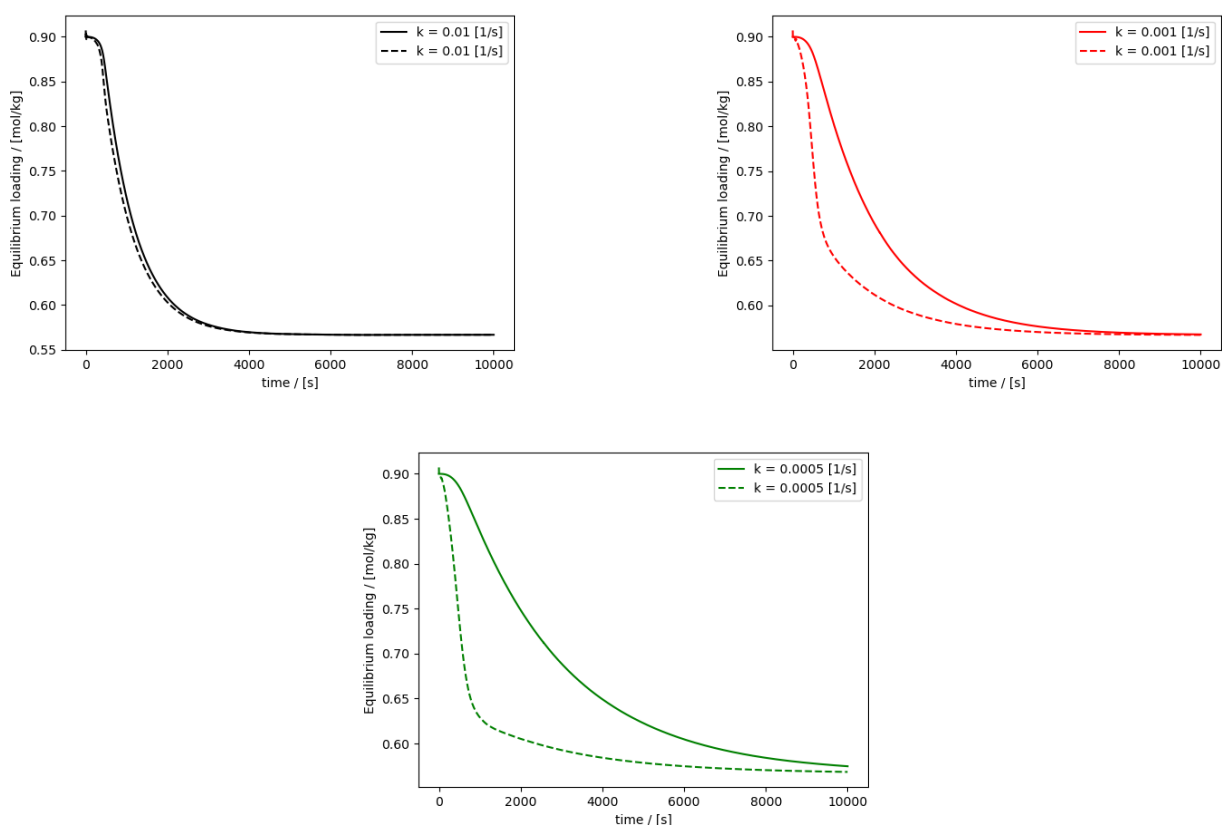 k = 0.01 [1/s]
k = 0.01 [1/s]
0.90
0.85
0.80
0.75
0.70
0.65
0.60
0.55
Equilibrium loading / [mol/kg]
0 2000 4000 6000 8000 10000
time / [s]
k = 0.001 [1/s]
k = 0.001 [1/s]
0.90
0.85
0.80
0.75
0.70
0.65
0.60
Equilibrium loading / [mol/kg]
0 2000 4000 6000 8000 10000
time / [s]
k = 0.0005 [1/s]
k = 0.0005 [1/s]
0.90
0.85
0.80
0.75
0.70
0.65
0.60
Equilibrium loading / [mol/kg]
0 2000 4000 6000 8000 10000
time / [s]